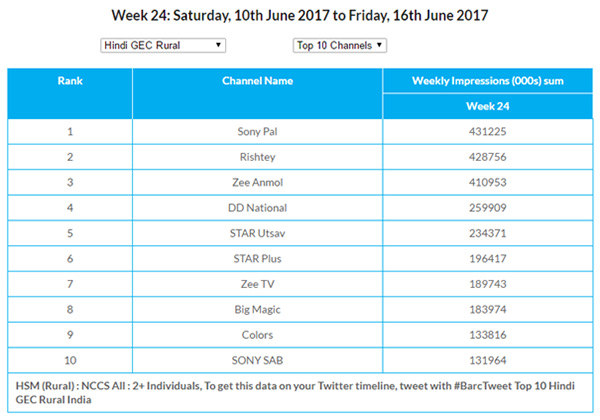 Week 24: Saturday, 10th June 2017 to Friday, 16th June 2017
Hindi GEC Rural Top 10 Channels
Rank Channel Name Weekly Impressions (000s) sum
Week 24
1 Sony Pal 431225
2 Rishtey 428756
3 Zee Anmol 410953
4 DD National 259909
5 STAR Utsav 234371
6 STAR Plus 196417
7 Zee TV 189743
8 Big Magic 183974
9 Colors 133816
10 SONY SAB 131964
HSM (Rural) : NCCS All : 2+ Individuals, To get this data on your Twitter timeline, tweet with #BarcTweet Top 10 Hindi
GEC Rural India